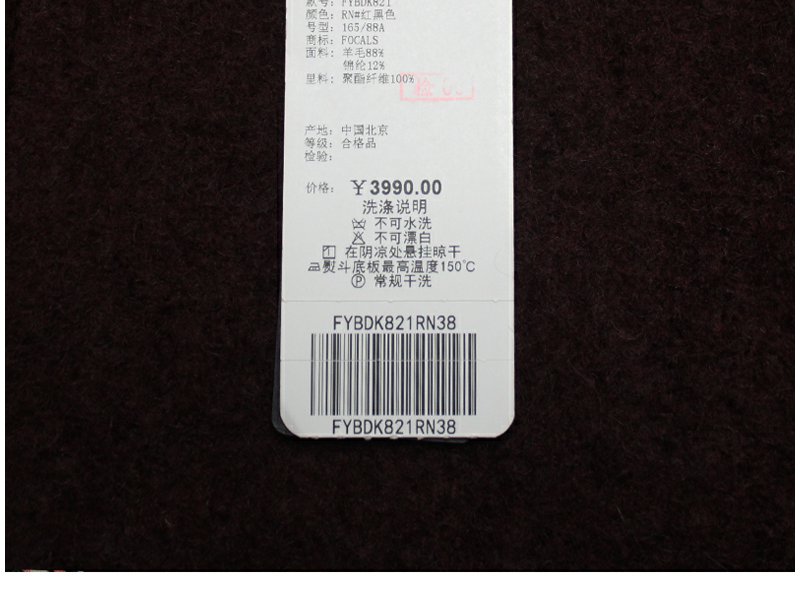 款号: FYBDK821
颜色: RN#红黑色
号型: 165/88A
商标: FOCALS
面料: 羊毛88%
锦纶12%
里料: 聚酯纤维100%
产地: 中国北京
等级: 合格品
检验:
价格: ¥3990.00
洗涤说明
不可水洗
不可漂白
在阴凉处悬挂晾干
熨斗底板最高温度150℃
Ⓟ 常规干洗
FYBDK821RN38
FYBDK821RN38